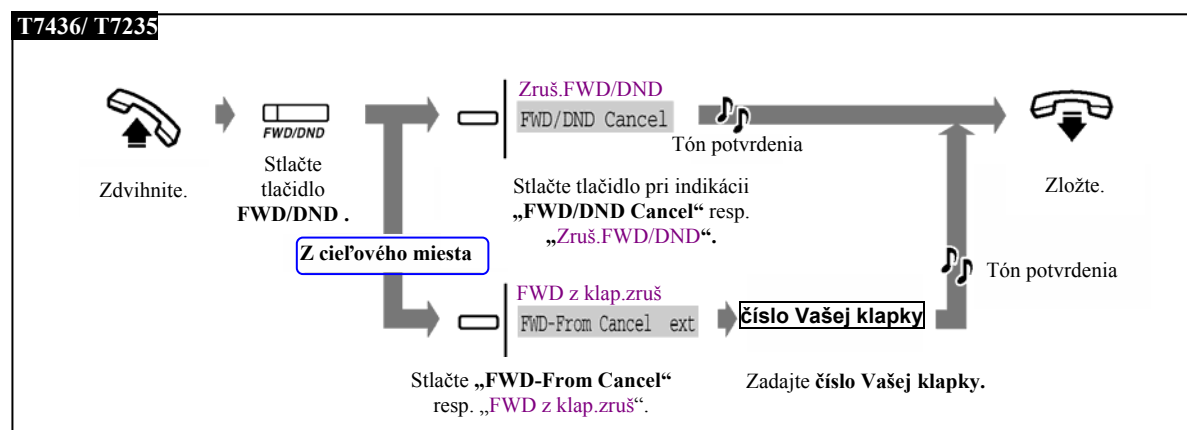 T7436/ T7235
Zruš.FWD/DND
FWD/DND Cancel
FWD/DND
Tón potvrdenia
Zdvihnite.
Stlačte
tlačidlo
FWD/DND .
Stlačte tlačidlo pri indikácii
„FWD/DND Cancel“ resp.
„Zruš.FWD/DND“.
Zložte.
Z cieľového miesta
Tón potvrdenia
FWD z klap.zruš
FWD-From Cancel ext
číslo Vašej klapky
Stlačte „FWD-From Cancel“
resp. „FWD z klap.zruš“.
Zadajte číslo Vašej klapky.